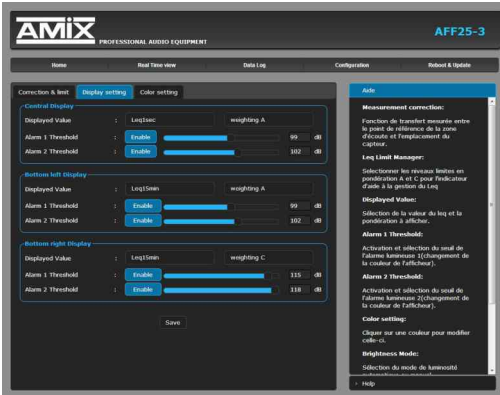 AMIX PROFESSIONAL AUDIO EQUIPMENT
AFF25-3
Home Real Time view Data Log Configuration Reboot & Update
Correction & limit Display setting Color setting
Central Display
Displayed Value : Leq1sec weighting A
Alarm 1 Threshold : Enable 99 dB
Alarm 2 Threshold : Enable 102 dB
Bottom left Display
Displayed Value : Leq15min weighting A
Alarm 1 Threshold : Enable 99 dB
Alarm 2 Threshold : Enable 102 dB
Bottom right Display
Displayed Value : Leq15min weighting C
Alarm 1 Threshold : Enable 115 dB
Alarm 2 Threshold : Enable 118 dB
Save
Aide
Measurement correction:
Fonction de transfert mesurée entre
le point de référence de la zone
d'écoute et l'emplacement du
capteur.
Leq Limit Manager:
Selectionner les niveaux limites en
pondération A et C pour l'indicateur
d'aide à la gestion du Leq
Displayed Value:
Sélection de la valeur du leq et la
pondération à afficher.
Alarm 1 Threshold:
Activation et sélection du seuil de
l'alarme lumineuse 1(changement de
la couleur de l'afficheur).
Alarm 2 Threshold:
Activation et sélection du seuil de
l'alarme lumineuse 2(changement de
la couleur de l'afficheur).
Color setting:
Cliquer sur une couleur pour modifier
celle-ci.
Brightness Mode:
Sélection du mode de luminosité
Help